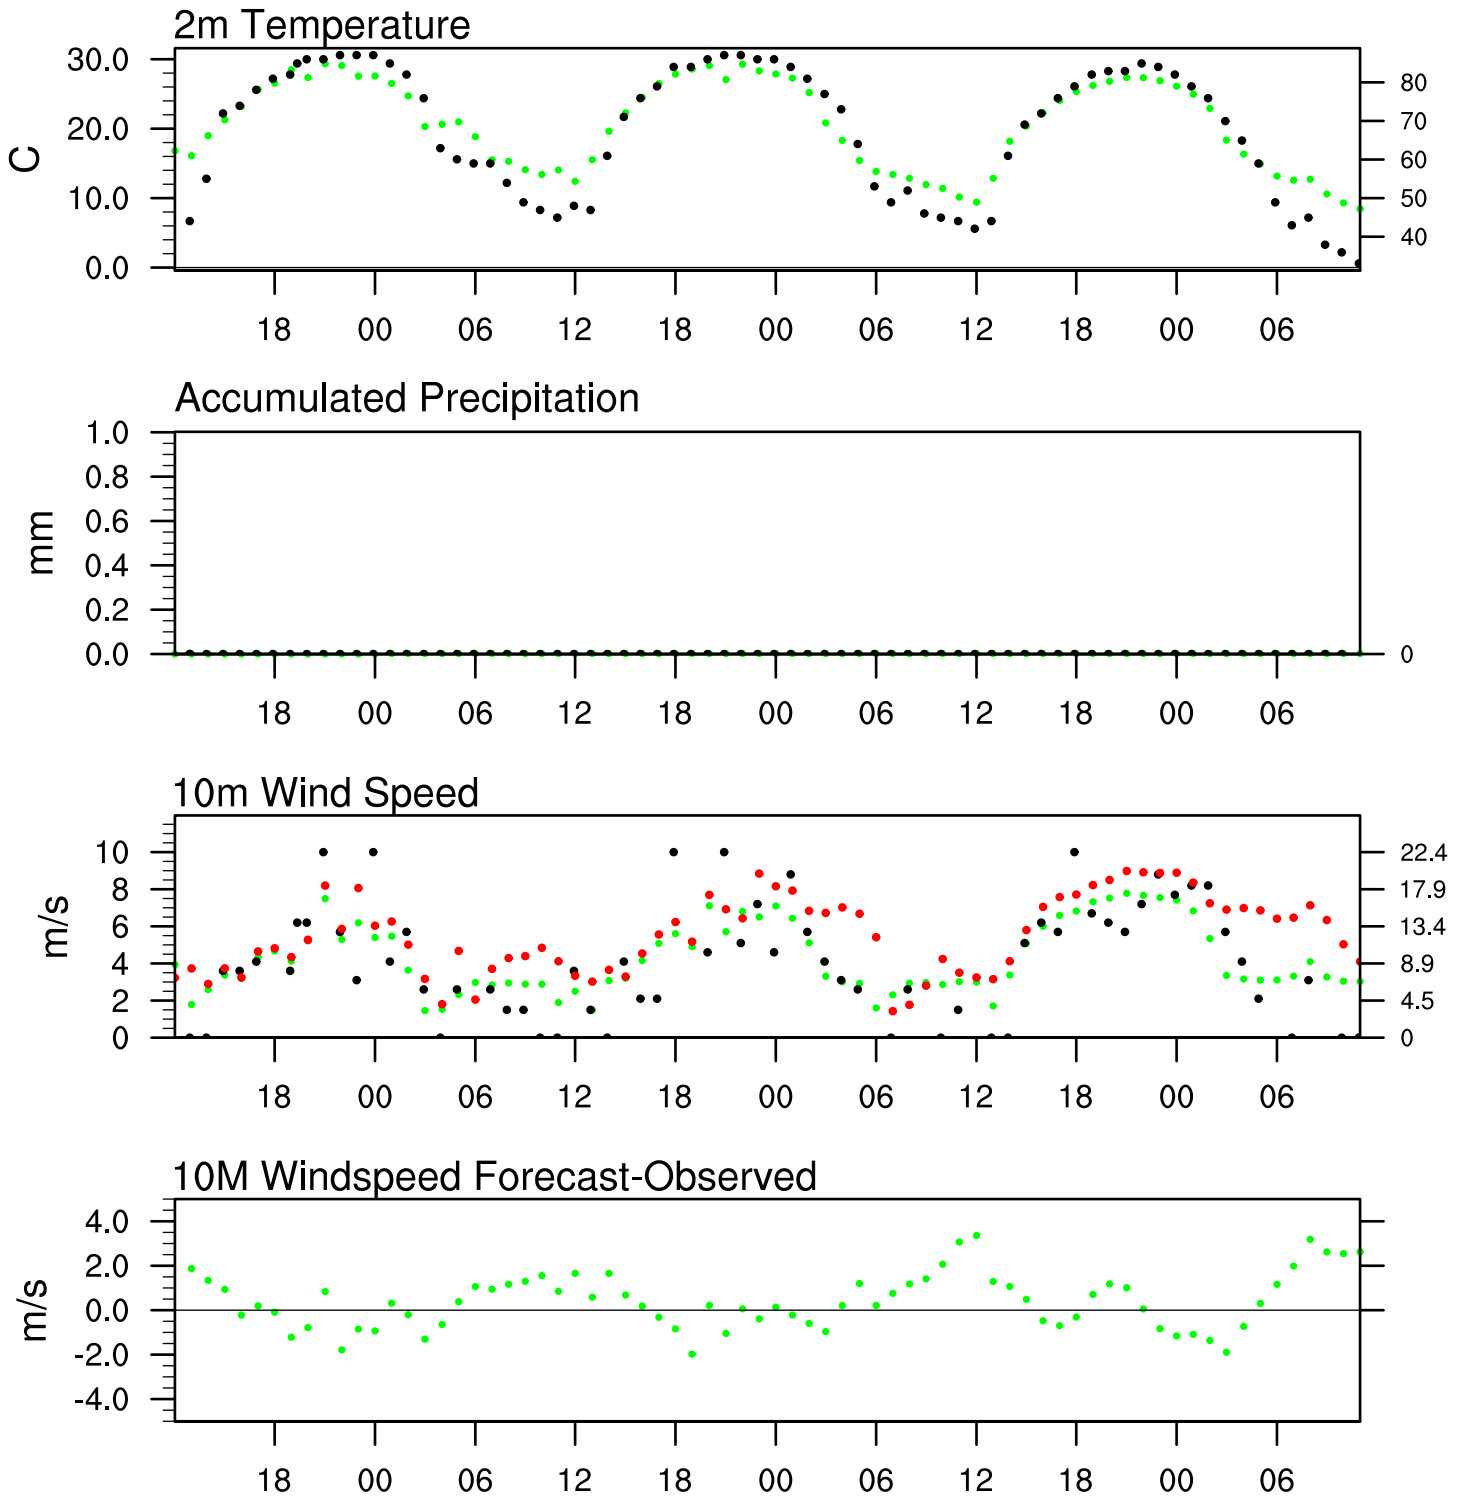 2m Temperature
30.0
20.0
10.0
0.0
C
80
70
60
50
40
18 00 06 12 18 00 06 12 18 00 06
Accumulated Precipitation
1.0
0.8
0.6
0.4
0.2
0.0
mm
0
18 00 06 12 18 00 06 12 18 00 06
10m Wind Speed
10
8
6
4
2
0
m/s
22.4
17.9
13.4
8.9
4.5
0
18 00 06 12 18 00 06 12 18 00 06
10M Windspeed Forecast-Observed
4.0
2.0
0.0
-2.0
-4.0
m/s
18 00 06 12 18 00 06 12 18 00 06